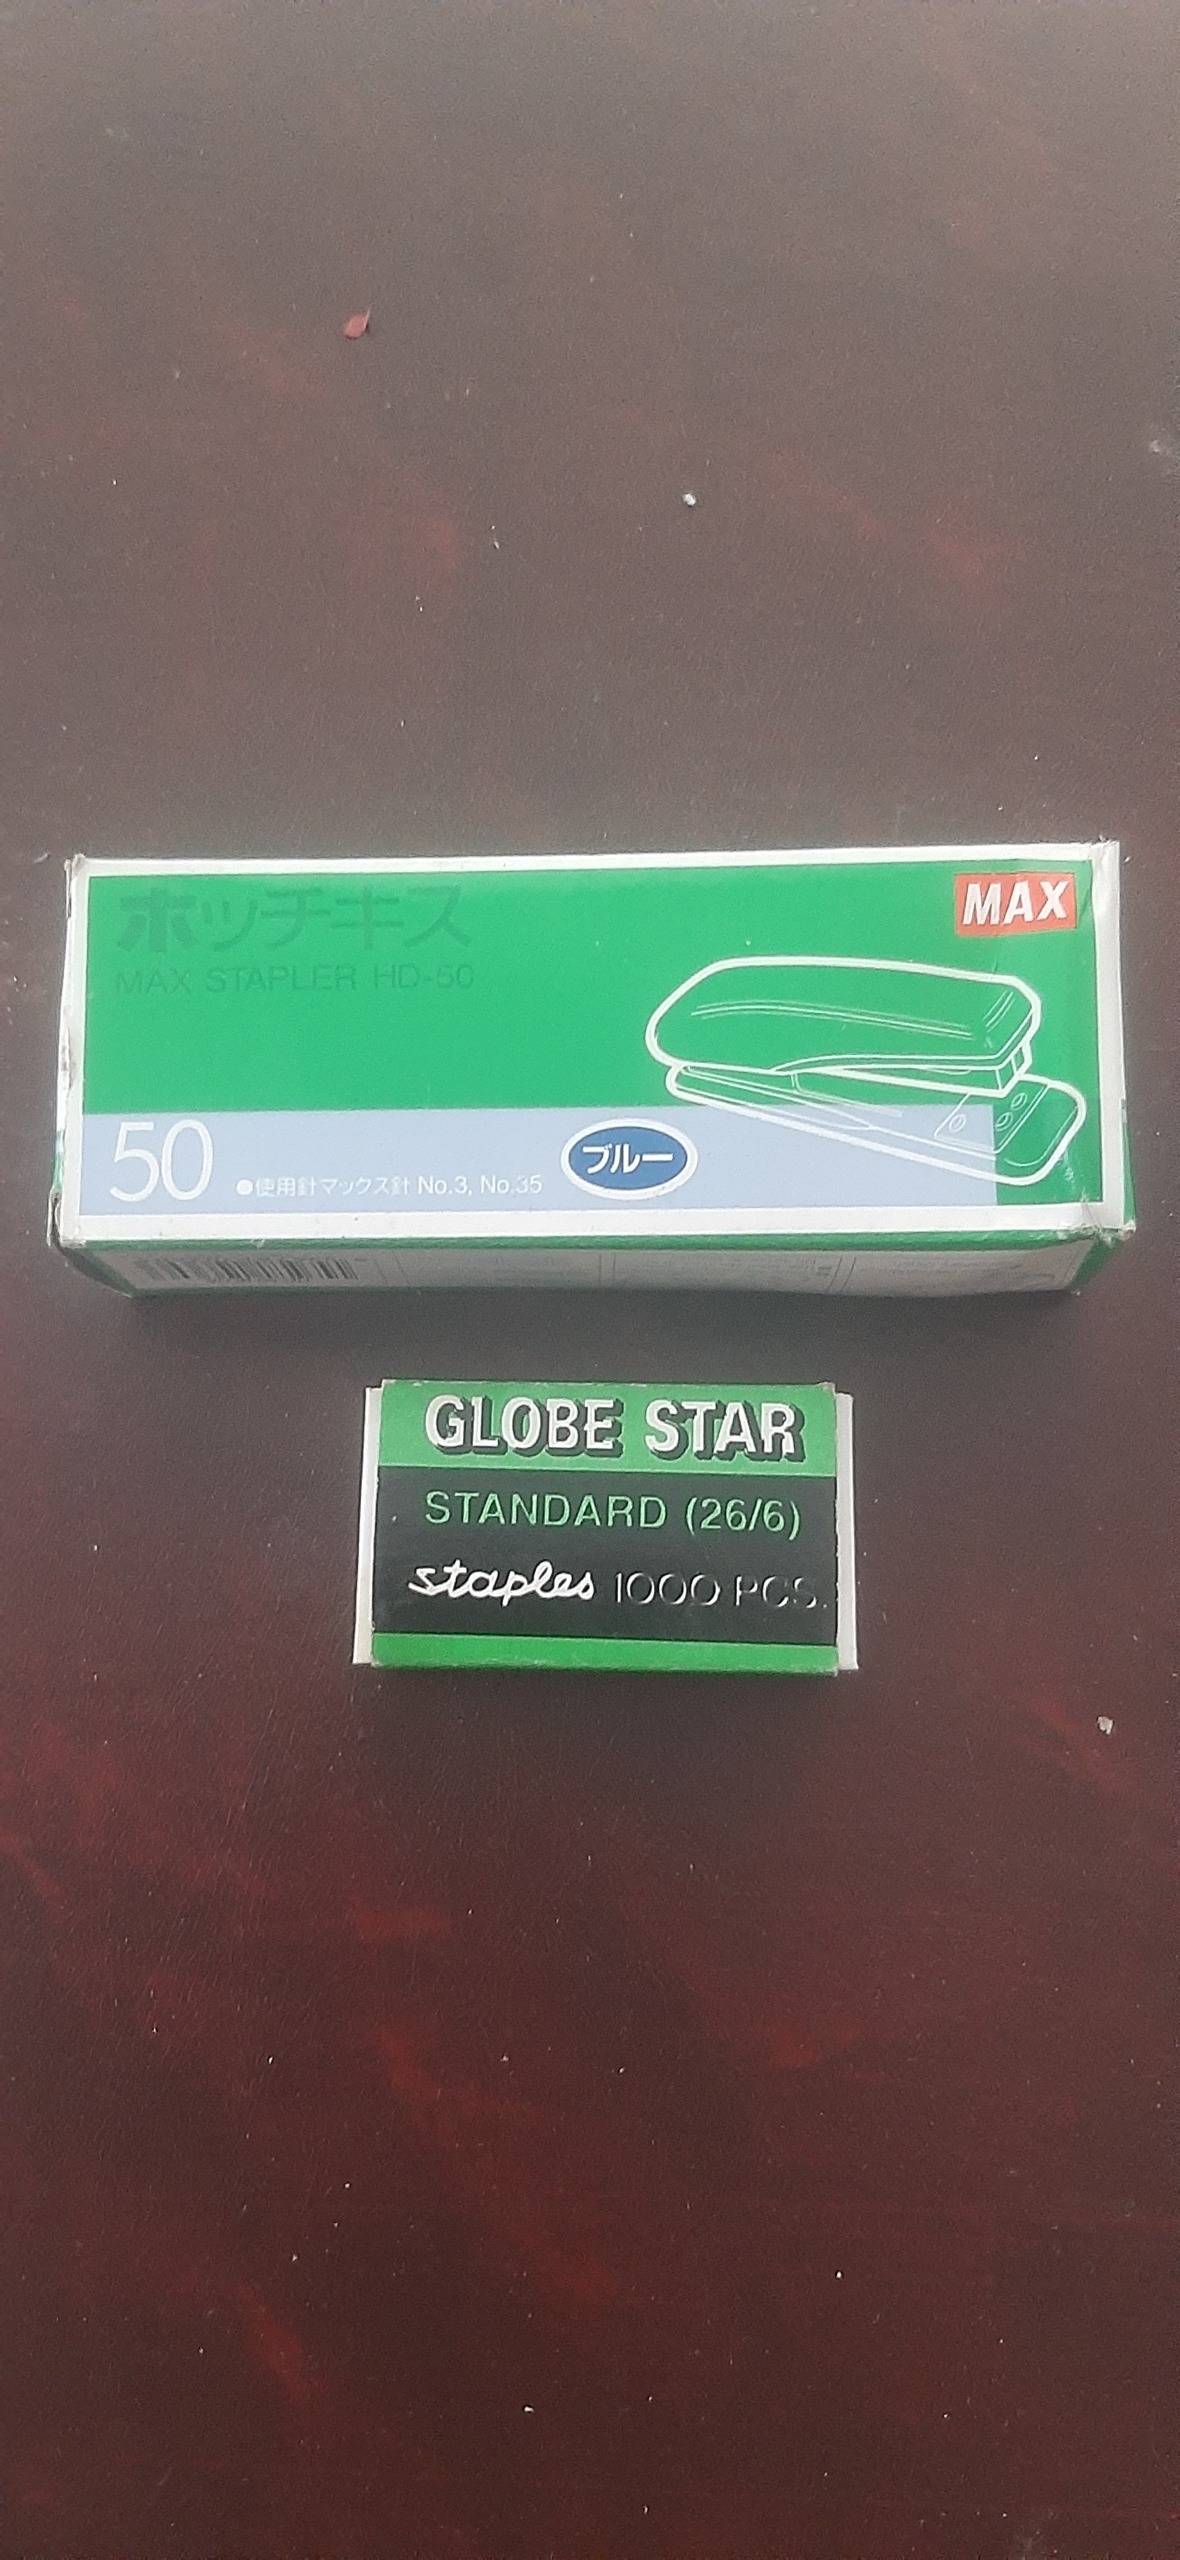 ホッチキス
MAX
MAX STAPLER HD-50
50
●使用針マックス針 No.3, No.35
ブルー
GLOBE STAR
STANDARD (26/6)
staples 1000 PCS.